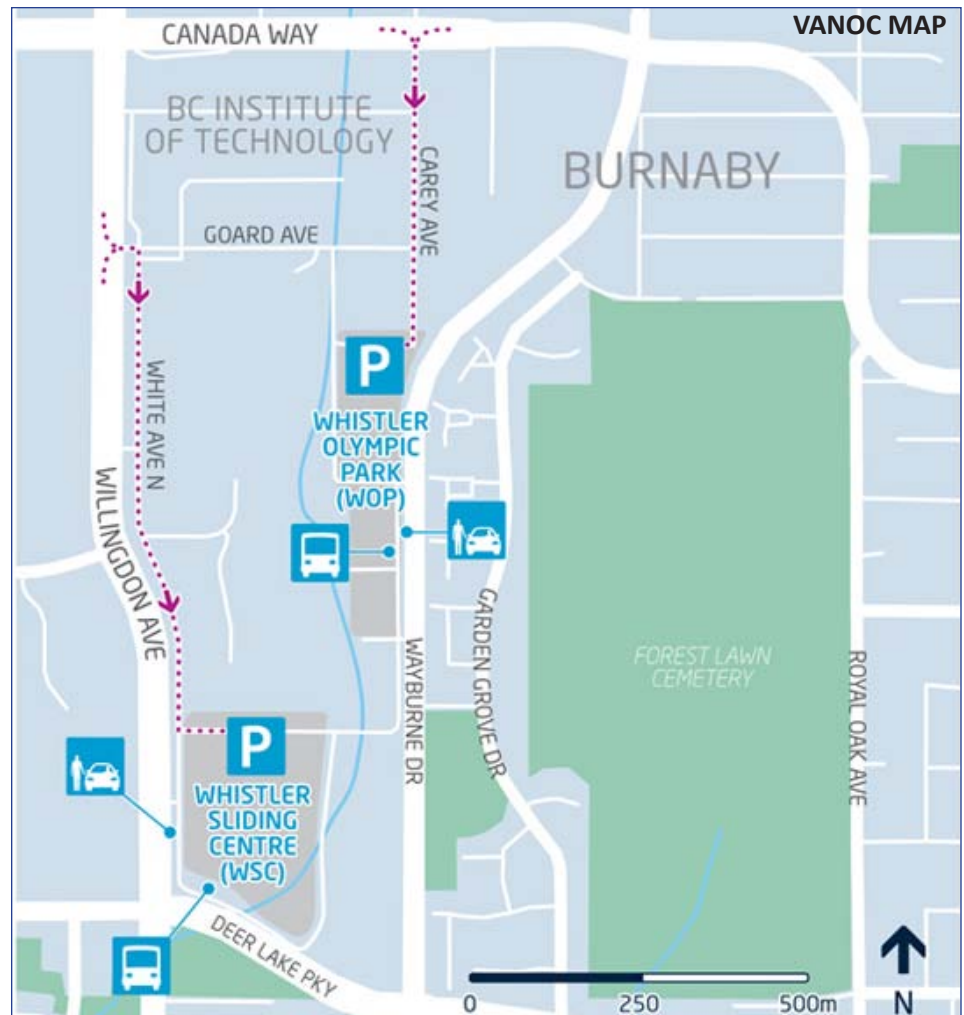 VANOC MAP
CANADA WAY
BC INSTITUTE
OF TECHNOLOGY
BURNABY
CAREY AVE
GOARD AVE
WHITE AVE N
P
WHISTLER
OLYMPIC
PARK
(WOP)
WILLINGDON AVE
GARDEN GROVE DR
WAYBURNE DR
FOREST LAWN
CEMETERY
ROYAL OAK AVE
P
WHISTLER
SLIDING
CENTRE
(WSC)
DEER LAKE PKY
0 250 500m
N